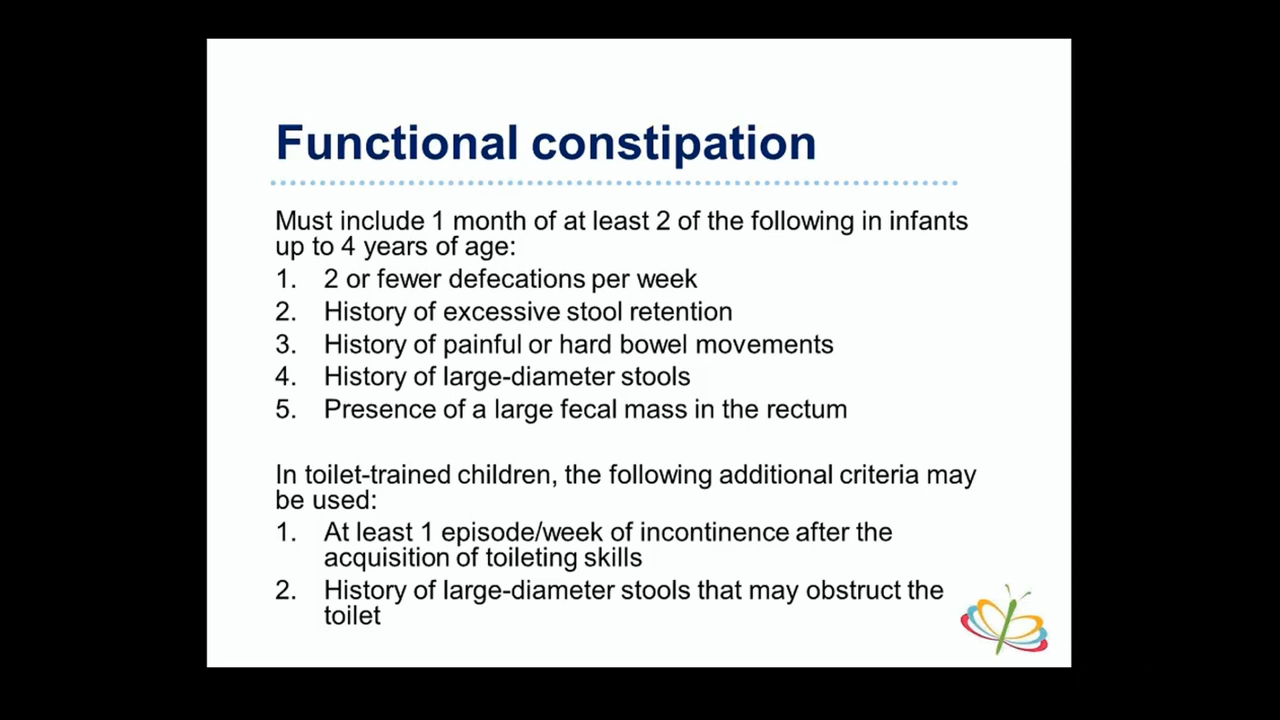 Functional constipation
Must include 1 month of at least 2 of the following in infants
up to 4 years of age:
1. 2 or fewer defecations per week
2. History of excessive stool retention
3. History of painful or hard bowel movements
4. History of large-diameter stools
5. Presence of a large fecal mass in the rectum
In toilet-trained children, the following additional criteria may
be used:
1. At least 1 episode/week of incontinence after the
acquisition of toileting skills
2. History of large-diameter stools that may obstruct the
toilet